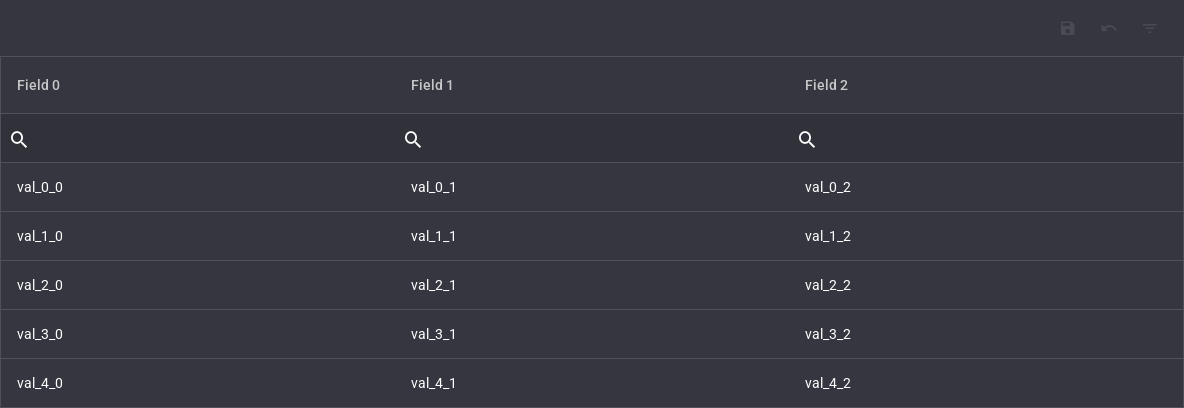 Field 0 Field 1 Field 2
val_0_0 val_0_1 val_0_2
val_1_0 val_1_1 val_1_2
val_2_0 val_2_1 val_2_2
val_3_0 val_3_1 val_3_2
val_4_0 val_4_1 val_4_2